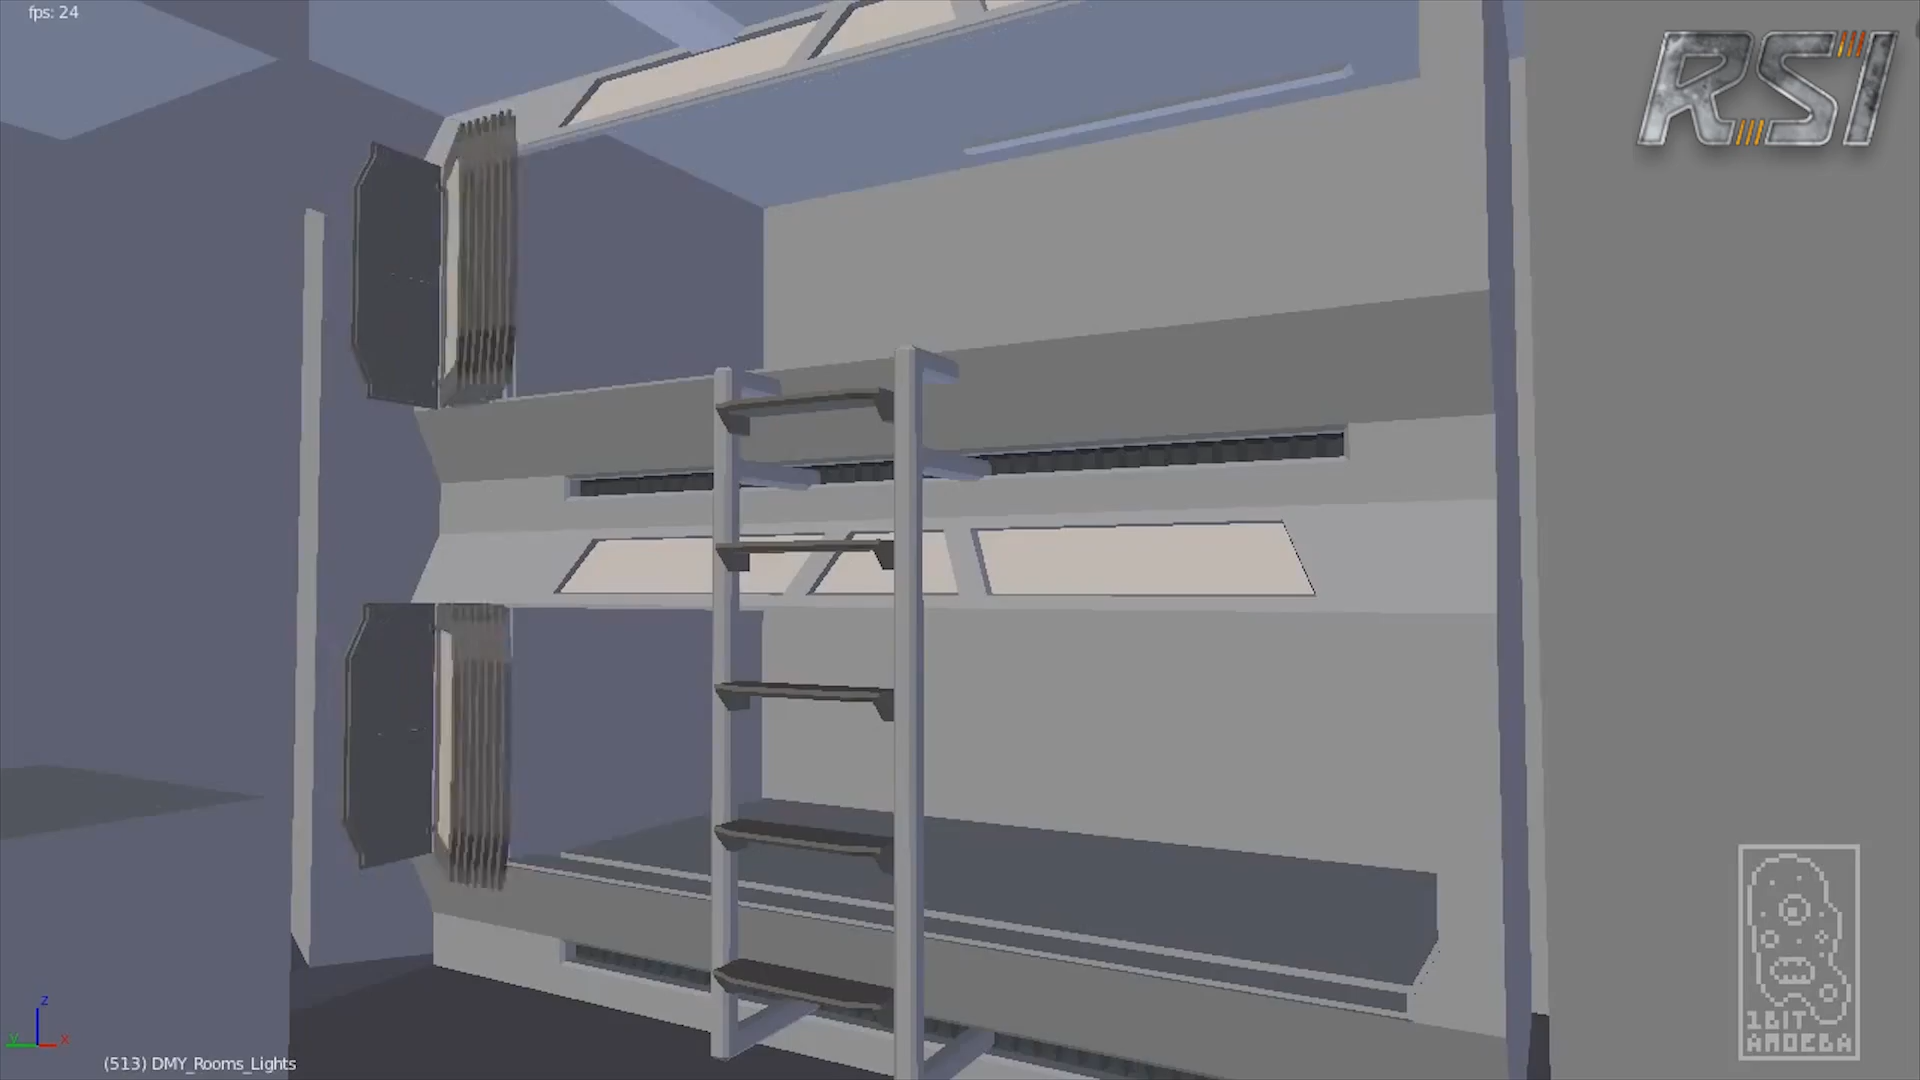 fps: 24
RSI
z
y
x
(513) DMY_Rooms_Lights
1BIT
AMOEBA